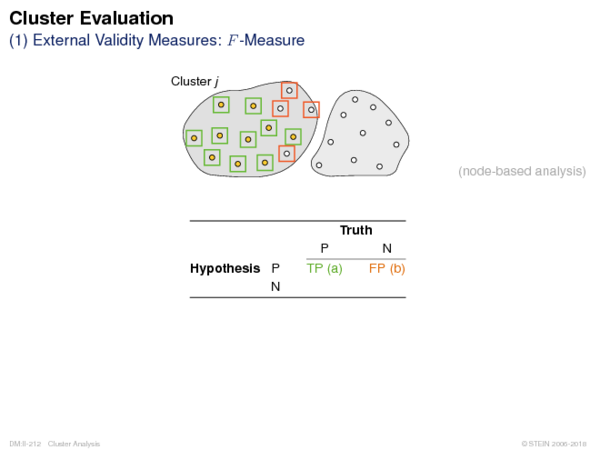 Cluster Evaluation
(1) External Validity Measures: F-Measure
Cluster j
(node-based analysis)
Truth
P N
Hypothesis P TP (a) FP (b)
N
DM:II-212 Cluster Analysis © STEIN 2006-2018